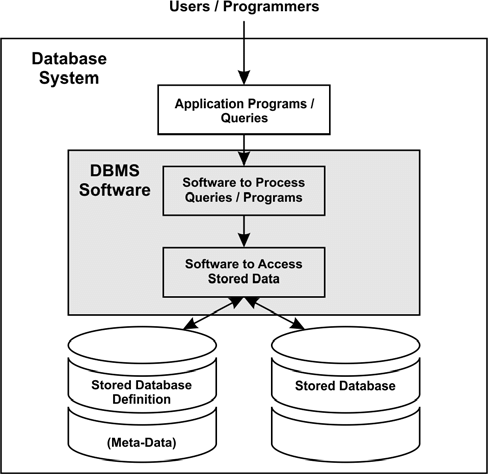 Users / Programmers
Database
System
Application Programs /
Queries
DBMS
Software
Software to Process
Queries / Programs
Software to Access
Stored Data
Stored Database
Definition
(Meta-Data)
Stored Database